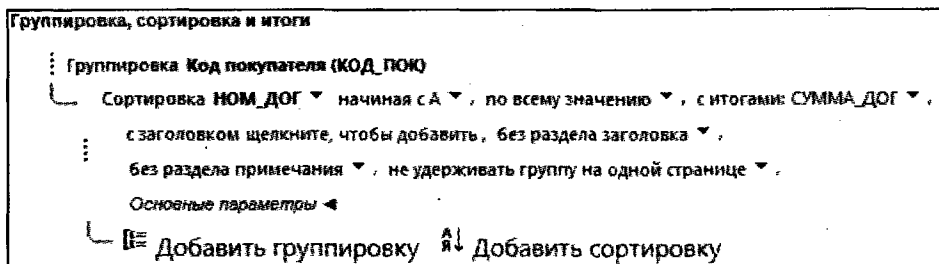 Группировка, сортировка и итоги
Группировка Код покупателя (КОД_ПОК)
Сортировка НОМ_ДОГ ▼ начиная с А ▼ , по всему значению ▼ , с итогами: СУММА_ДОГ ▼ ,
с заголовком щелкните, чтобы добавить , без раздела заголовка ▼ ,
без раздела примечания ▼ , не удерживать группу на одной странице ▼ ,
Основные параметры ◄
Добавить группировку АЯ↓ Добавить сортировку